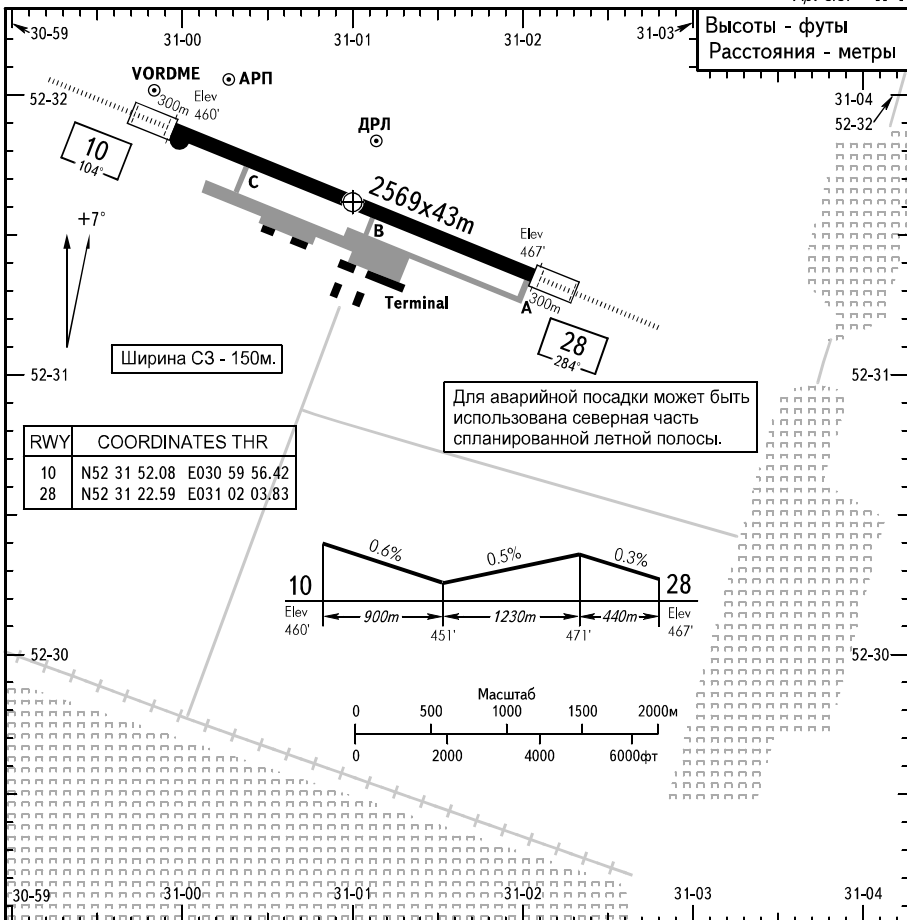 Высоты - футы
Расстояния - метры
30-59
31-00
31-01
31-02
31-03
31-04
52-32
52-32
VORDME
АРП
300m
Elev
460'
ДРЛ
10
104°
C
2569x43m
B
+7°
Elev
467'
Terminal
A
300m
28
284°
Ширина СЗ - 150м.
52-31
52-31
Для аварийной посадки может быть
использована северная часть
спланированной летной полосы.
RWY COORDINATES THR
10 N52 31 52.08 E030 59 56.42
28 N52 31 22.59 E031 02 03.83
0.6%
0.5%
0.3%
10
28
Elev
460'
900m
451'
1230m
471'
440m
Elev
467'
52-30
52-30
Масштаб
0 500 1000 1500 2000м
0 2000 4000 6000фт
30-59
31-00
31-01
31-02
31-03
31-04